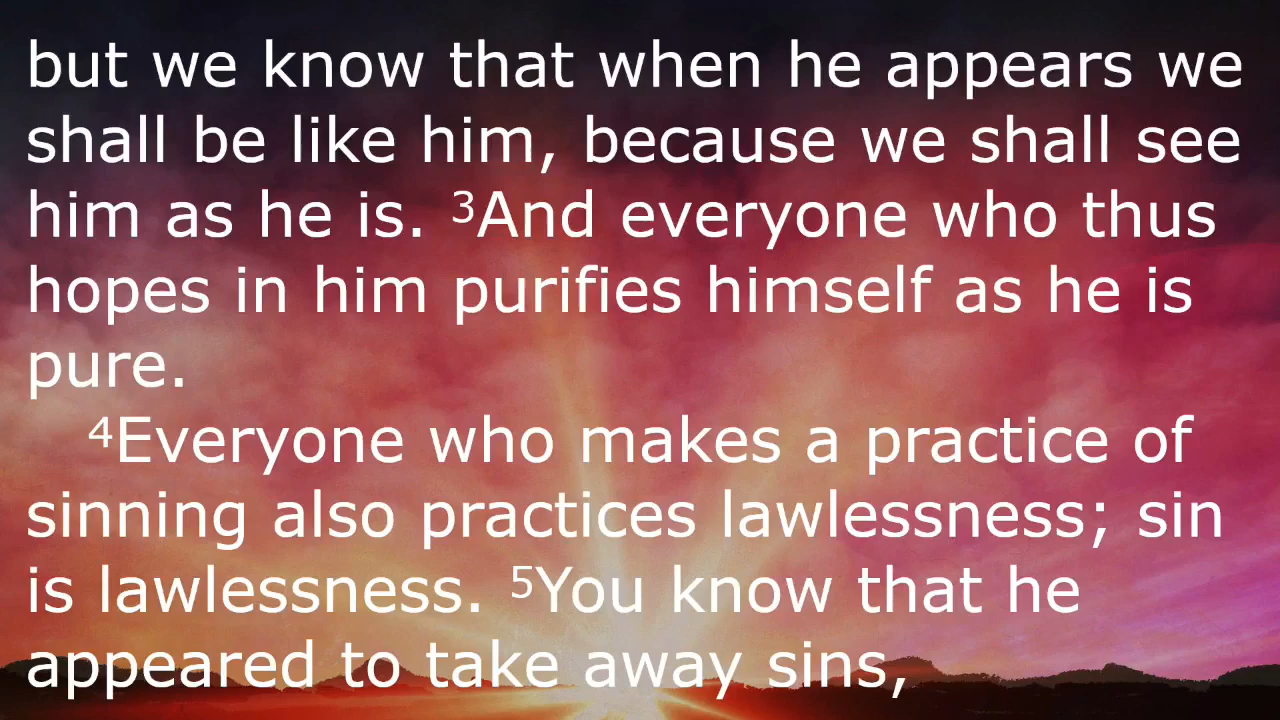 but we know that when he appears we
shall be like him, because we shall see
him as he is. ³And everyone who thus
hopes in him purifies himself as he is
pure.
⁴Everyone who makes a practice of
sinning also practices lawlessness; sin
is lawlessness. ⁵You know that he
appeared to take away sins,